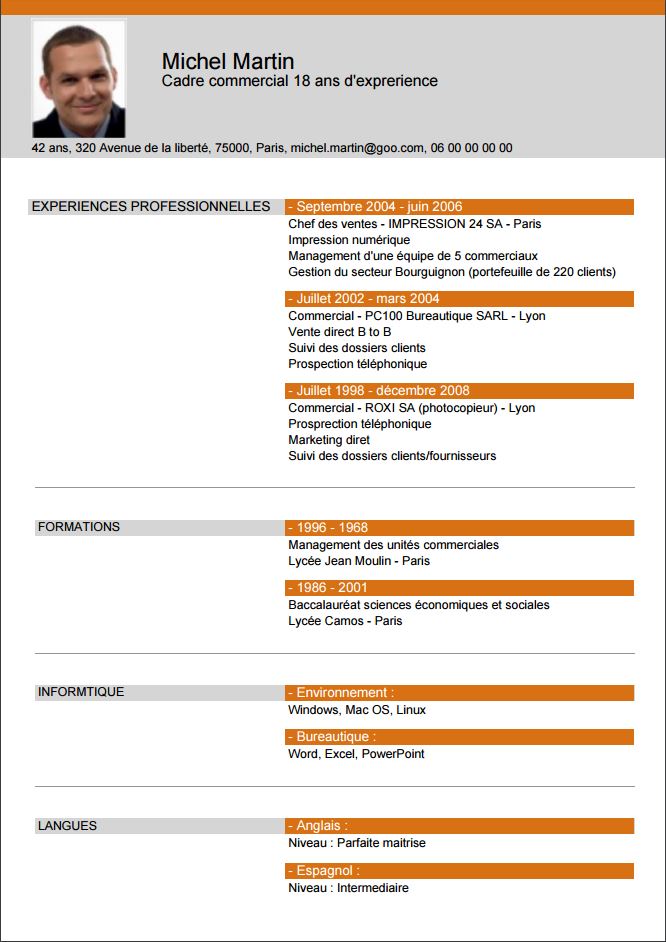 Michel Martin
Cadre commercial 18 ans d'exprerience
42 ans, 320 Avenue de la liberté, 75000, Paris, michel.martin@goo.com, 06 00 00 00 00
EXPERIENCES PROFESSIONNELLES
- Septembre 2004 - juin 2006
Chef des ventes - IMPRESSION 24 SA - Paris
Impression numérique
Management d'une équipe de 5 commerciaux
Gestion du secteur Bourguignon (portefeuille de 220 clients)
- Juillet 2002 - mars 2004
Commercial - PC100 Bureautique SARL - Lyon
Vente direct B to B
Suivi des dossiers clients
Prospection téléphonique
- Juillet 1998 - décembre 2008
Commercial - ROXI SA (photocopieur) - Lyon
Prosprection téléphonique
Marketing diret
Suivi des dossiers clients/fournisseurs
FORMATIONS
- 1996 - 1968
Management des unités commerciales
Lycée Jean Moulin - Paris
- 1986 - 2001
Baccalauréat sciences économiques et sociales
Lycée Camos - Paris
INFORMTIQUE
- Environnement :
Windows, Mac OS, Linux
- Bureautique :
Word, Excel, PowerPoint
LANGUES
- Anglais :
Niveau : Parfaite maitrise
- Espagnol :
Niveau : Intermediaire